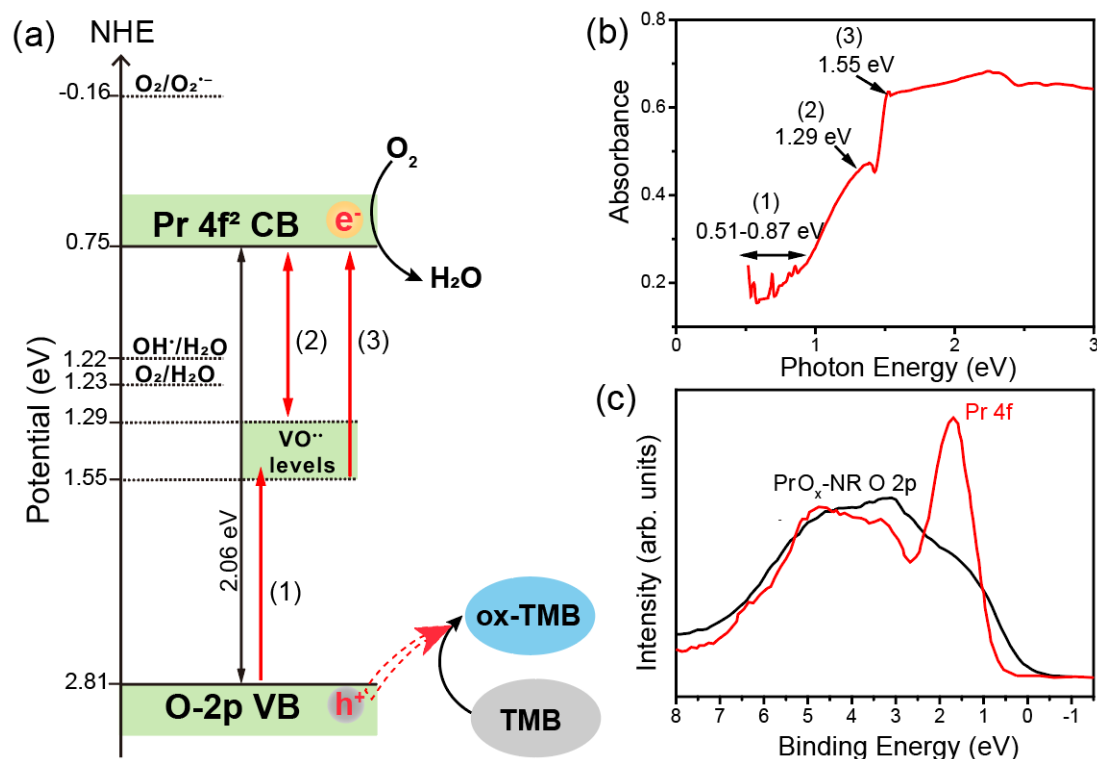 (a)
NHE
-0.16
O₂/O₂•−
O₂
Pr 4f² CB
e-
0.75
H₂O
(2)
(3)
OH•/H₂O
1.22
1.23
O₂/H₂O
1.29
VO••
levels
1.55
Potential (eV)
2.06 eV
(1)
ox-TMB
2.81
O-2p VB
h+
TMB
(b)
0.8
0.6
0.4
0.2
Absorbance
(3)
1.55 eV
(2)
1.29 eV
(1)
0.51-0.87 eV
0
1
2
3
Photon Energy (eV)
(c)
Pr 4f
PrOₓ-NR O 2p
Intensity (arb. units)
8
7
6
5
4
3
2
1
0
-1
Binding Energy (eV)